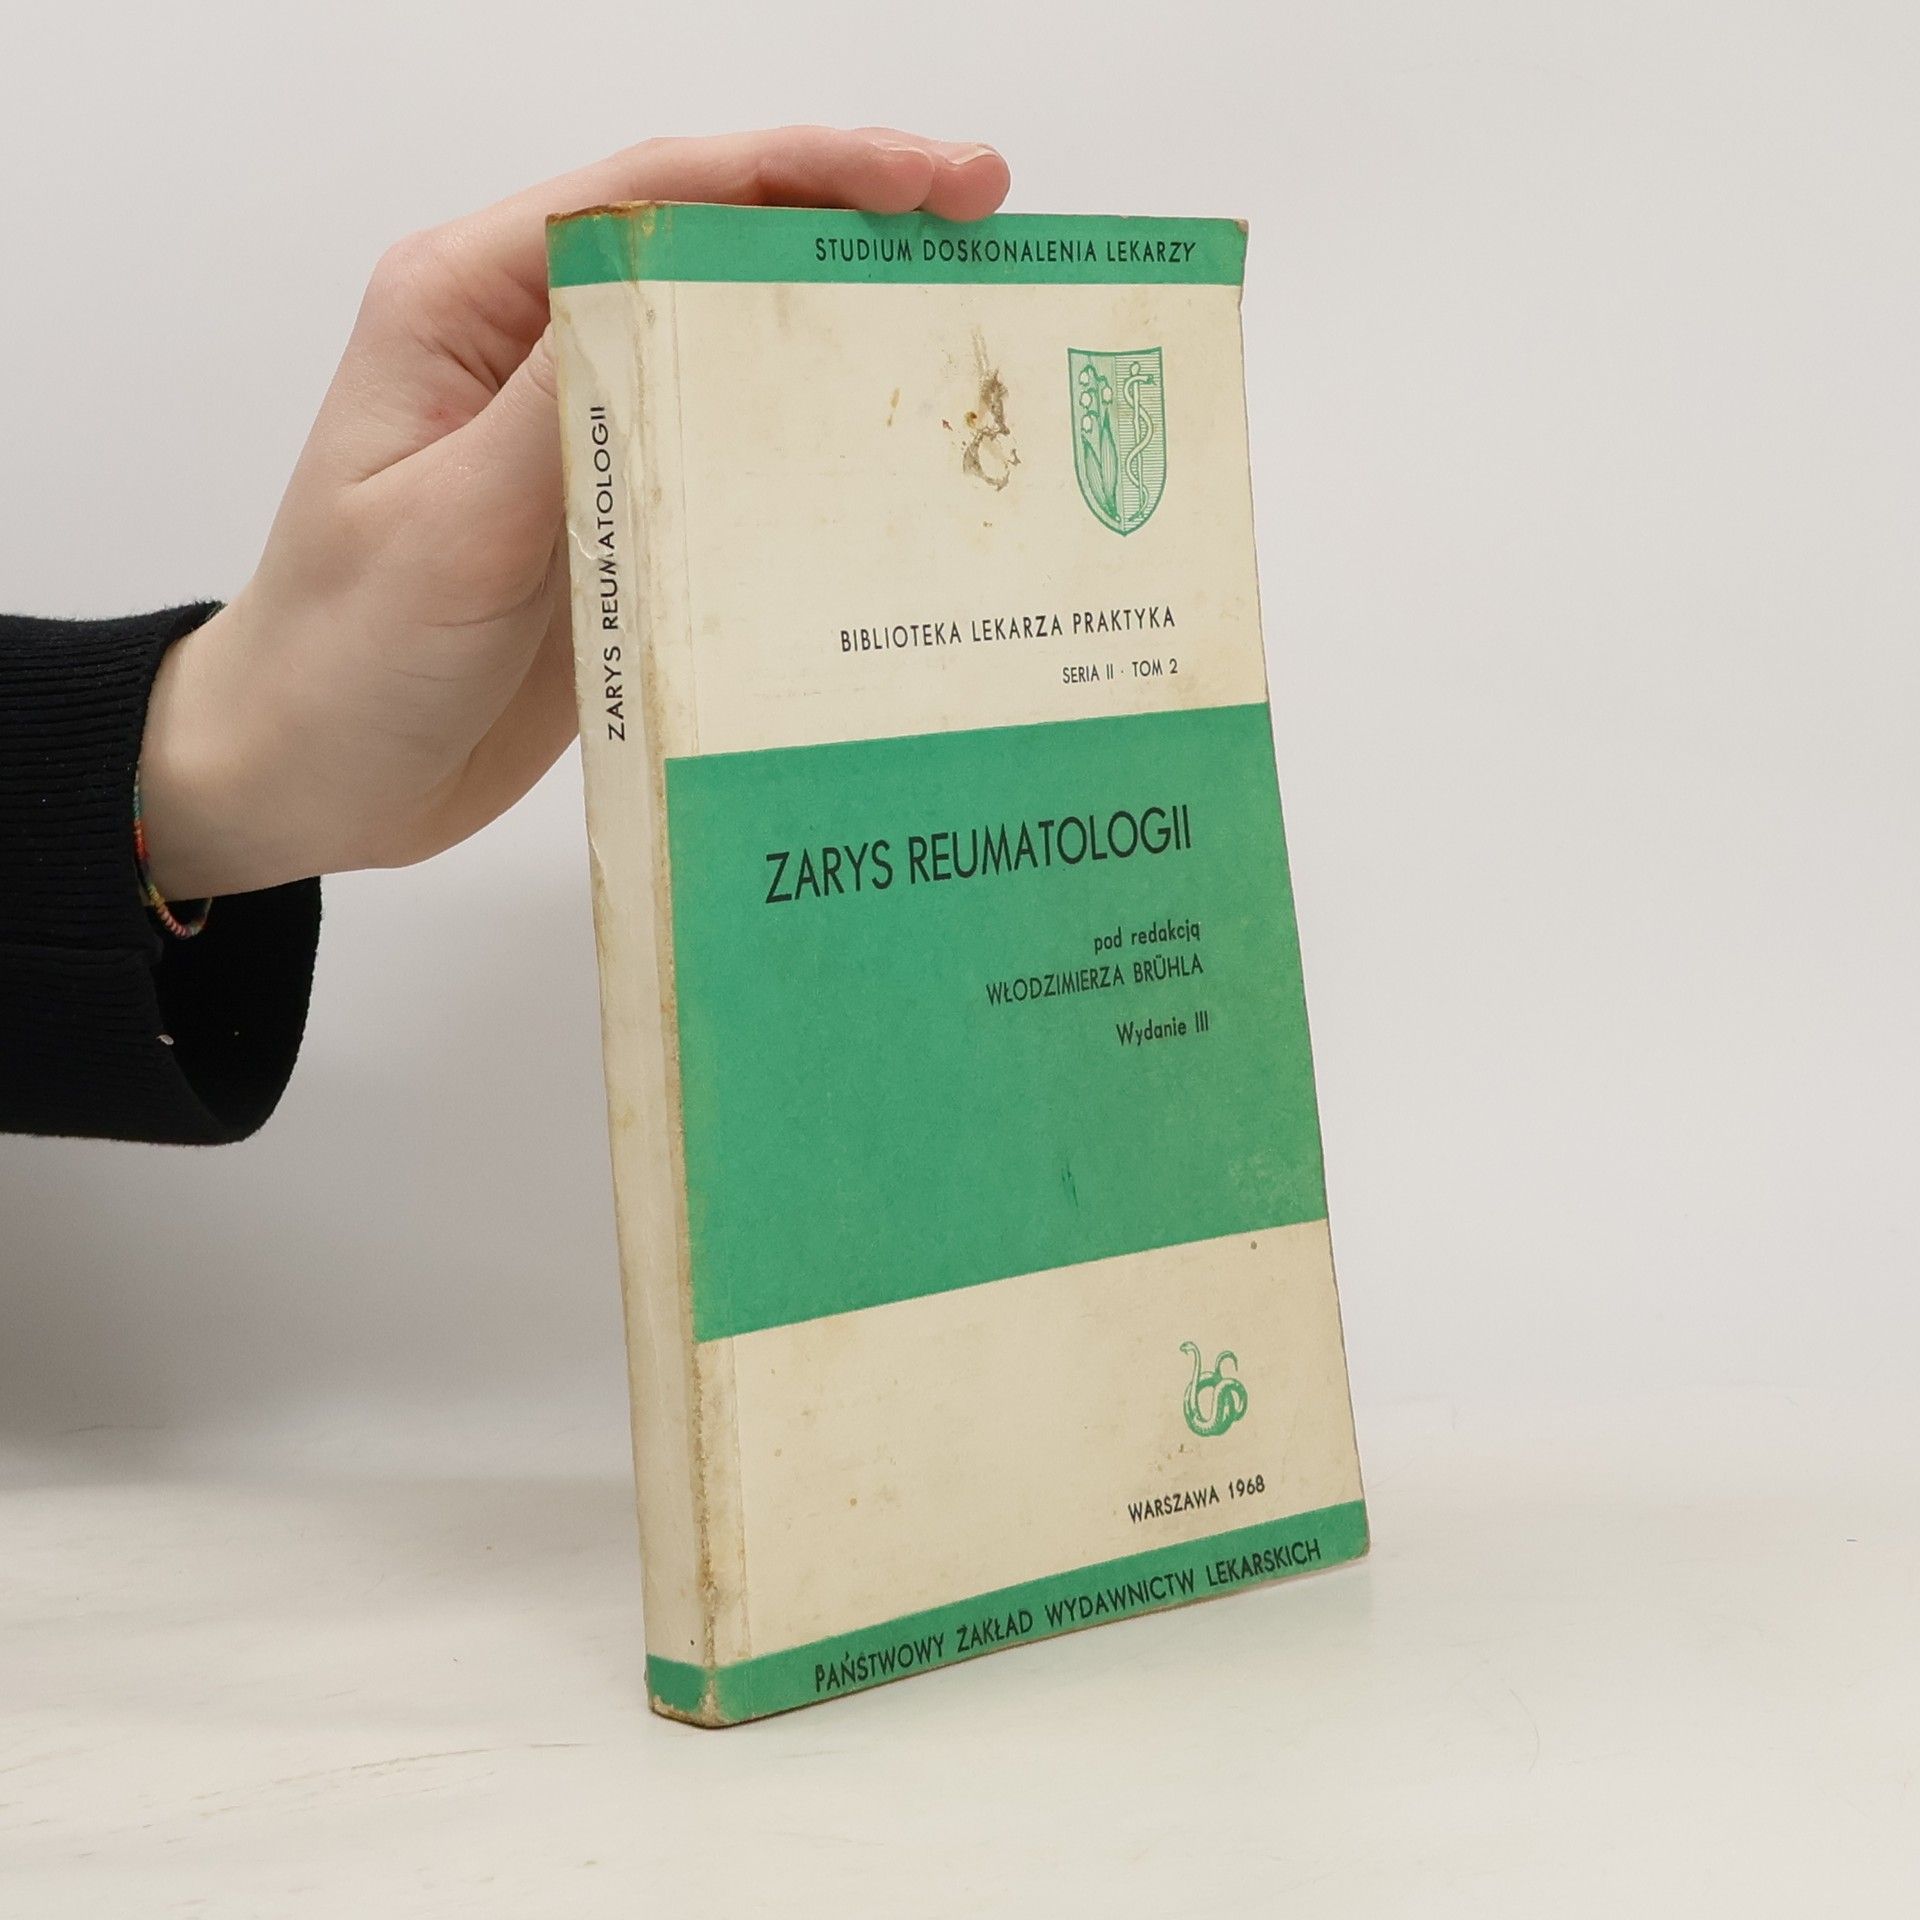 STUDIUM DOSKONALENIA LEKARZY
BIBLIOTEKA LEKARZA PRAKTYKA
SERIA II · TOM 2
ZARYS REUMATOLOGII
pod redakcją
WŁODZIMIERZA BRÜHLA
Wydanie III
WARSZAWA 1968
PAŃSTWOWY ZAKŁAD WYDAWNICTW LEKARSKICH
ZARYS REUMATOLOGII